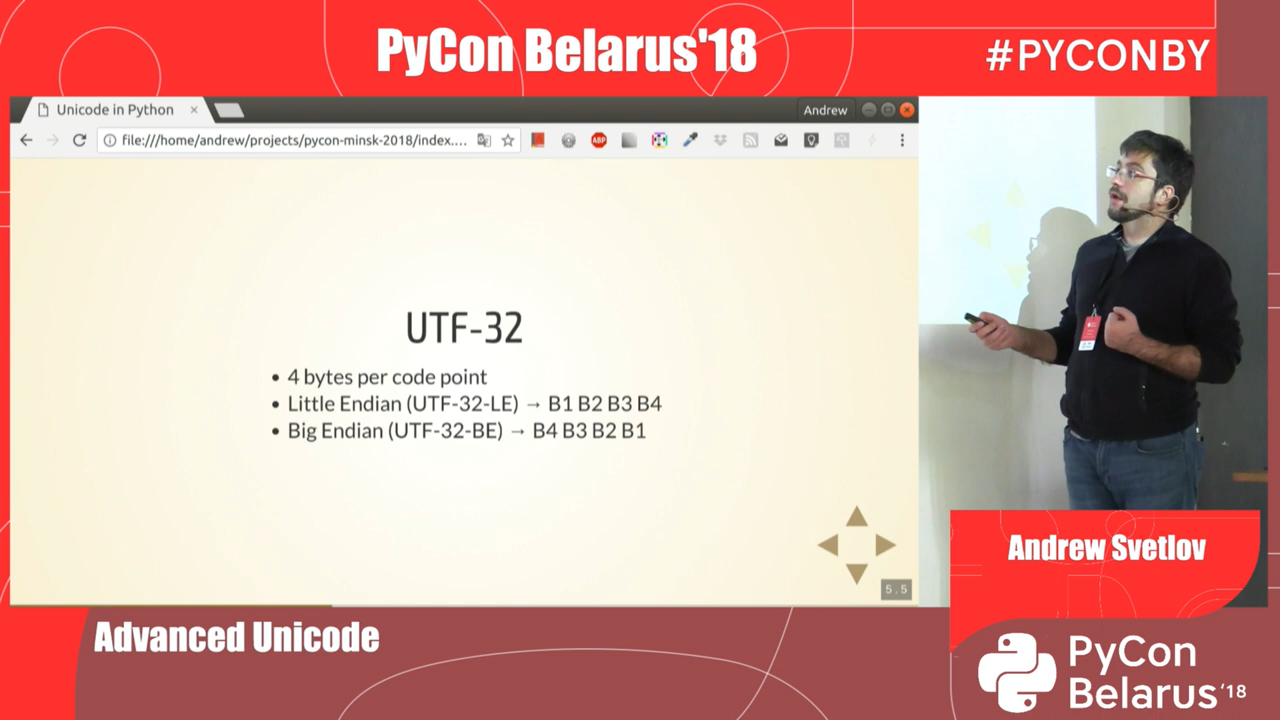 PyCon Belarus'18
#PYCONBY
Unicode in Python
Andrew
file:///home/andrew/projects/pycon-minsk-2018/index....
ABP
UTF-32
• 4 bytes per code point
• Little Endian (UTF-32-LE) → B1 B2 B3 B4
• Big Endian (UTF-32-BE) → B4 B3 B2 B1
5.5
Andrew Svetlov
Advanced Unicode
PyCon
Belarus '18